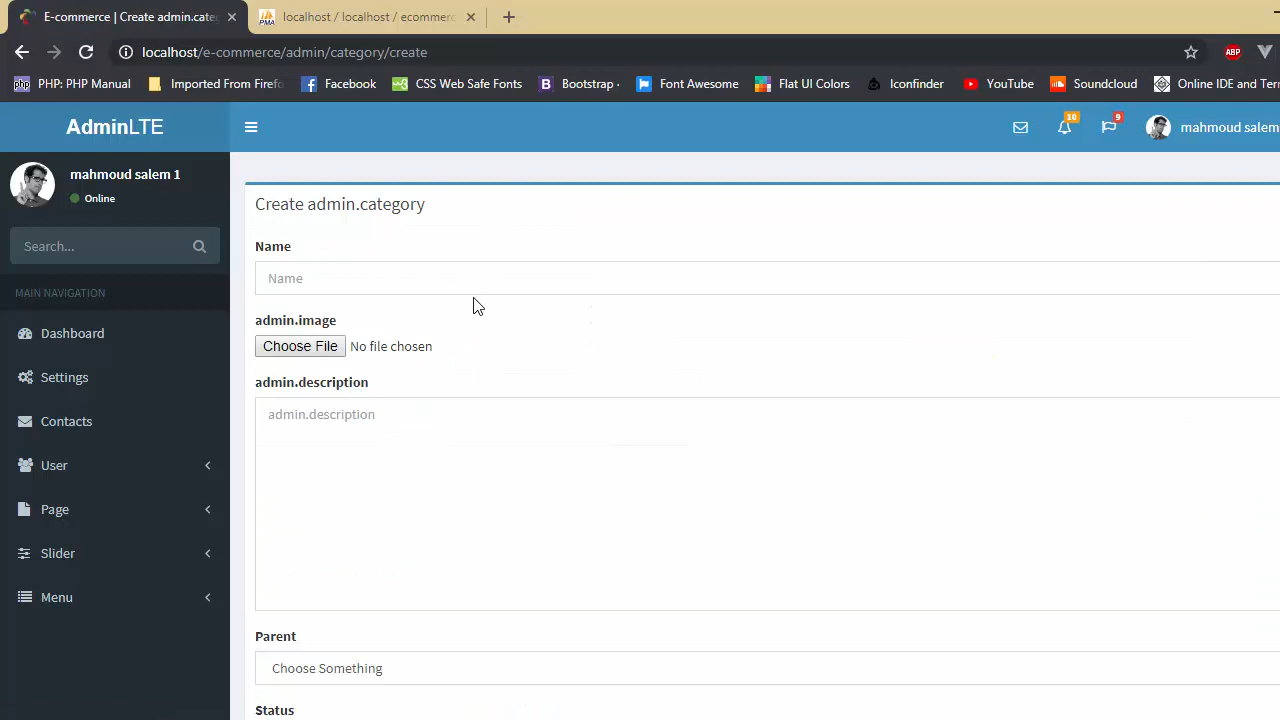 E-commerce | Create admin.cate
localhost / localhost / ecommerc
localhost/e-commerce/admin/category/create
ABP
php PHP: PHP Manual Imported From Firefo Facebook CSS Web Safe Fonts B Bootstrap · Font Awesome Flat UI Colors Iconfinder YouTube Soundcloud Online IDE and Terr
AdminLTE
10
9
mahmoud salem
mahmoud salem 1
Online
Search...
MAIN NAVIGATION
Dashboard
Settings
Contacts
User
Page
Slider
Menu
Create admin.category
Name
Name
admin.image
Choose File No file chosen
admin.description
admin.description
Parent
Choose Something
Status